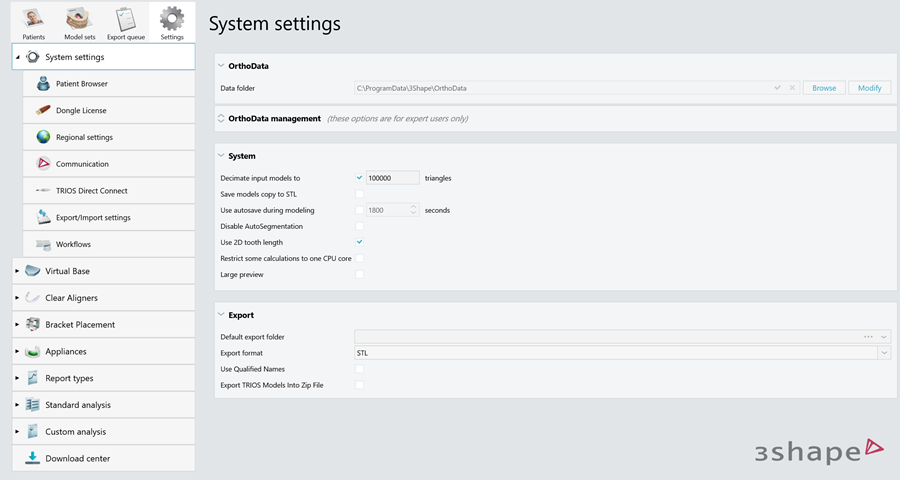 Patients
Model sets
Export queue
Settings
System settings
System settings
Patient Browser
Dongle License
Regional settings
Communication
TRIOS Direct Connect
Export/Import settings
Workflows
Virtual Base
Clear Aligners
Bracket Placement
Appliances
Report types
Standard analysis
Custom analysis
Download center
OrthoData
Data folder C:\ProgramData\3Shape\OrthoData Browse Modify
OrthoData management (these options are for expert users only)
System
Decimate input models to 100000 triangles
Save models copy to STL
Use autosave during modeling 1800 seconds
Disable AutoSegmentation
Use 2D tooth length
Restrict some calculations to one CPU core
Large preview
Export
Default export folder ...
Export format STL
Use Qualified Names
Export TRIOS Models Into Zip File
3shape